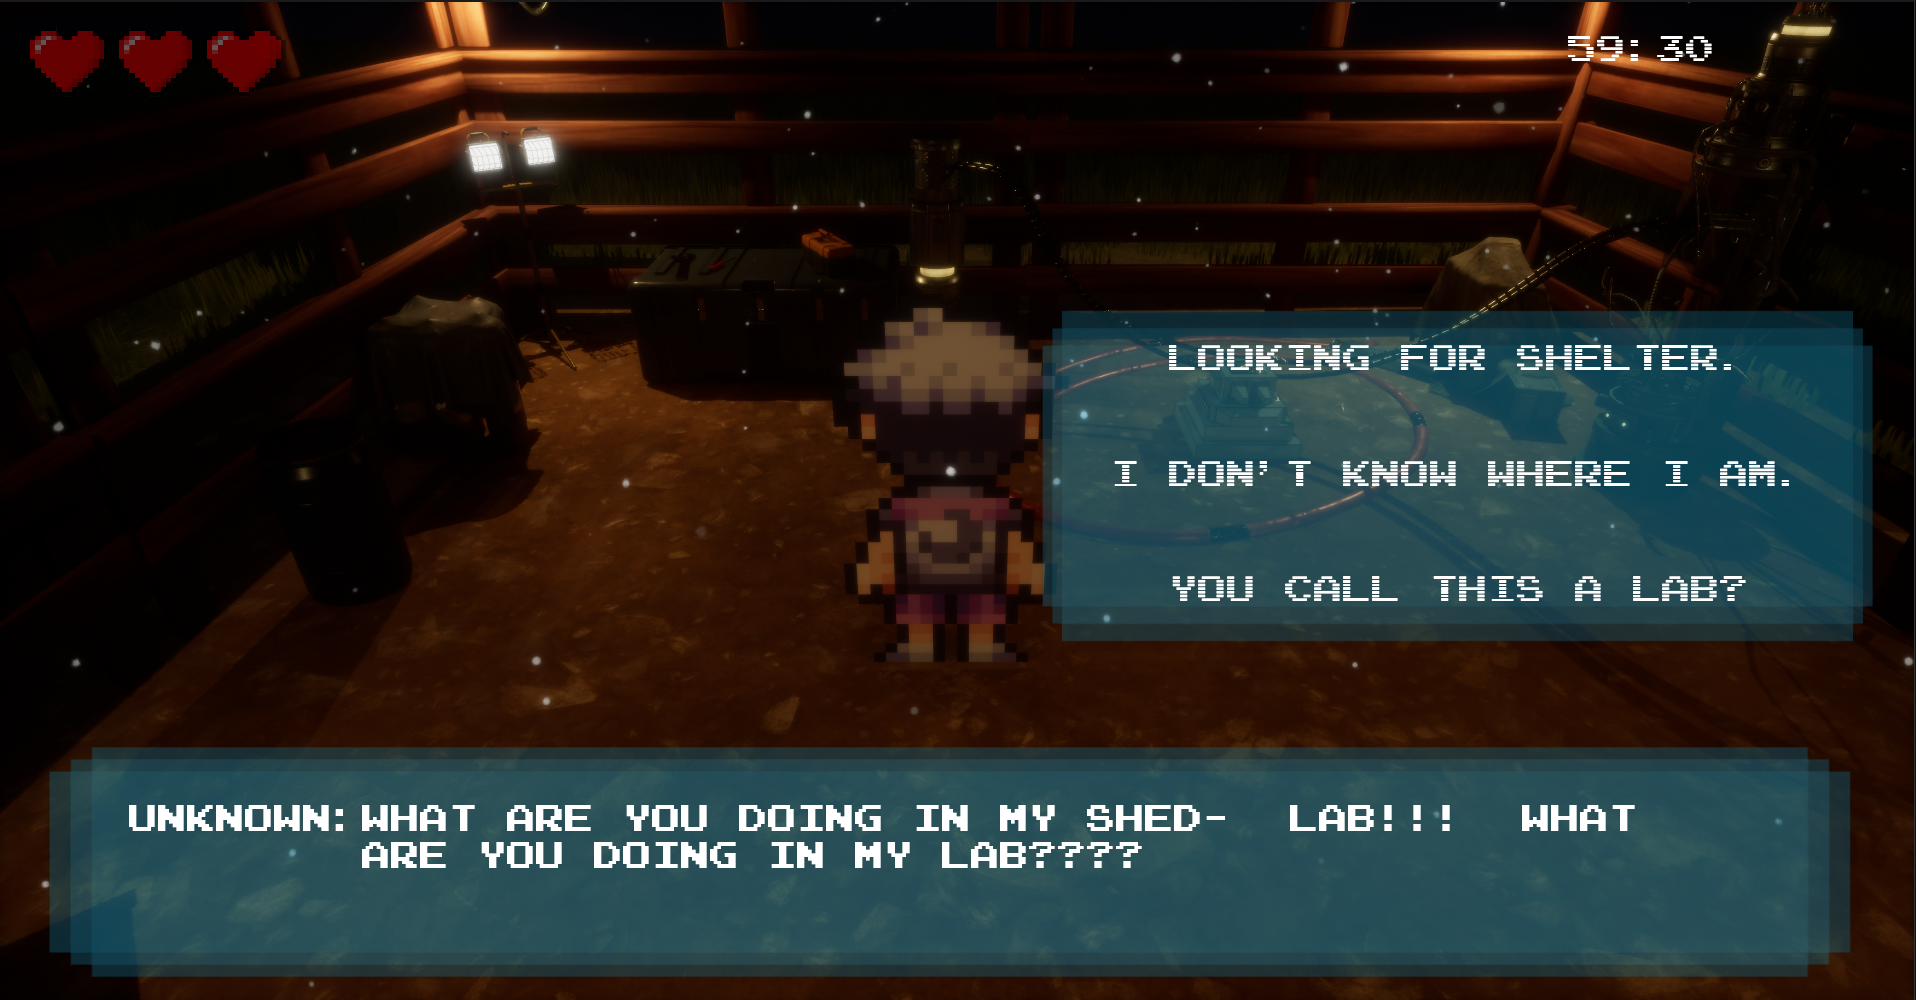 59:30
LOOKING FOR SHELTER.
I DON'T KNOW WHERE I AM.
YOU CALL THIS A LAB?
UNKNOWN: WHAT ARE YOU DOING IN MY SHED- LAB!!! WHAT
ARE YOU DOING IN MY LAB????